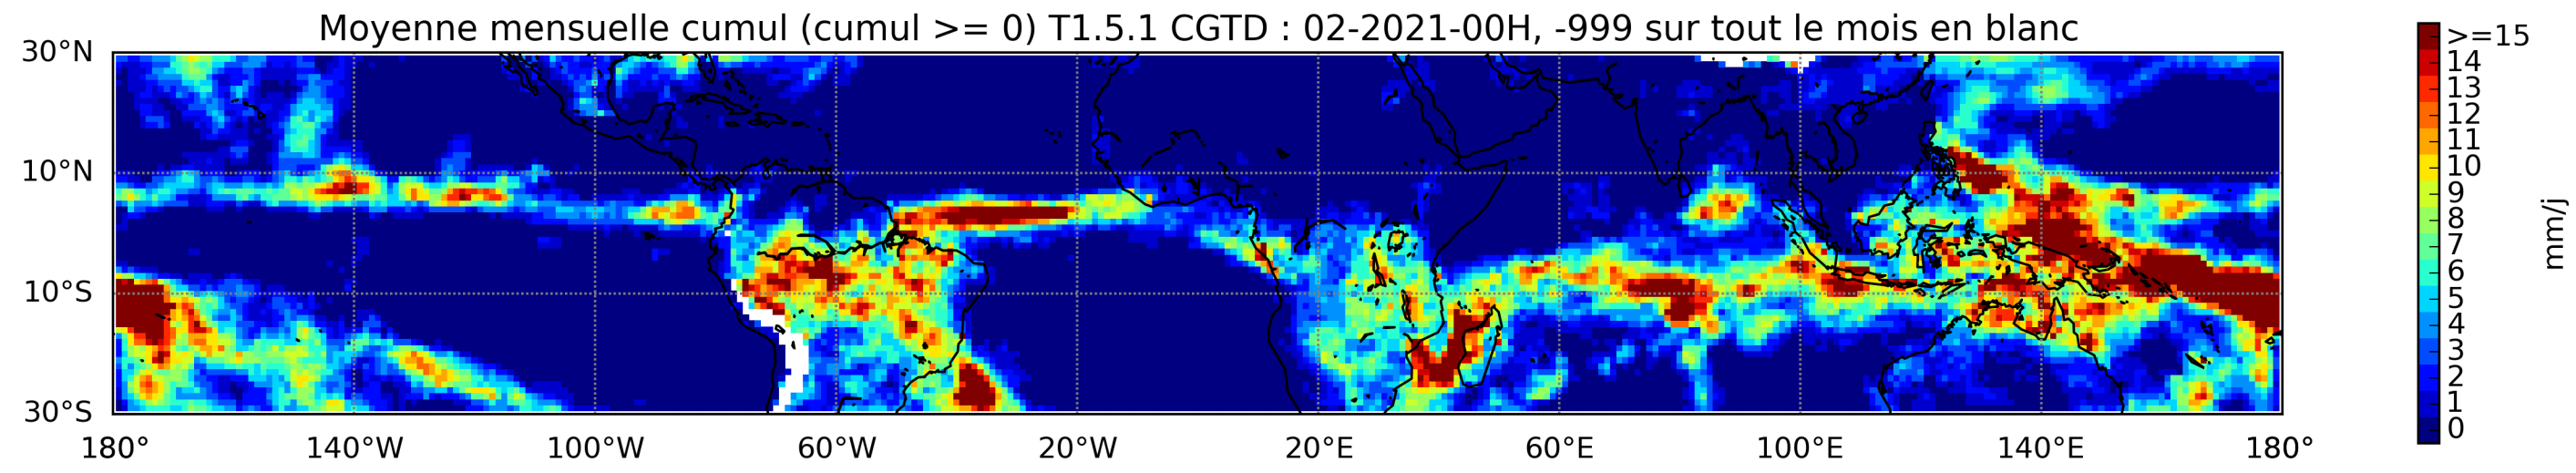 Moyenne mensuelle cumul (cumul >= 0) T1.5.1 CGTD : 02-2021-00H, -999 sur tout le mois en blanc
30°N
10°N
10°S
30°S
180° 140°W 100°W 60°W 20°W 20°E 60°E 100°E 140°E 180°
>=15
14
13
12
11
10
9
8
7
6
5
4
3
2
1
0
mm/j